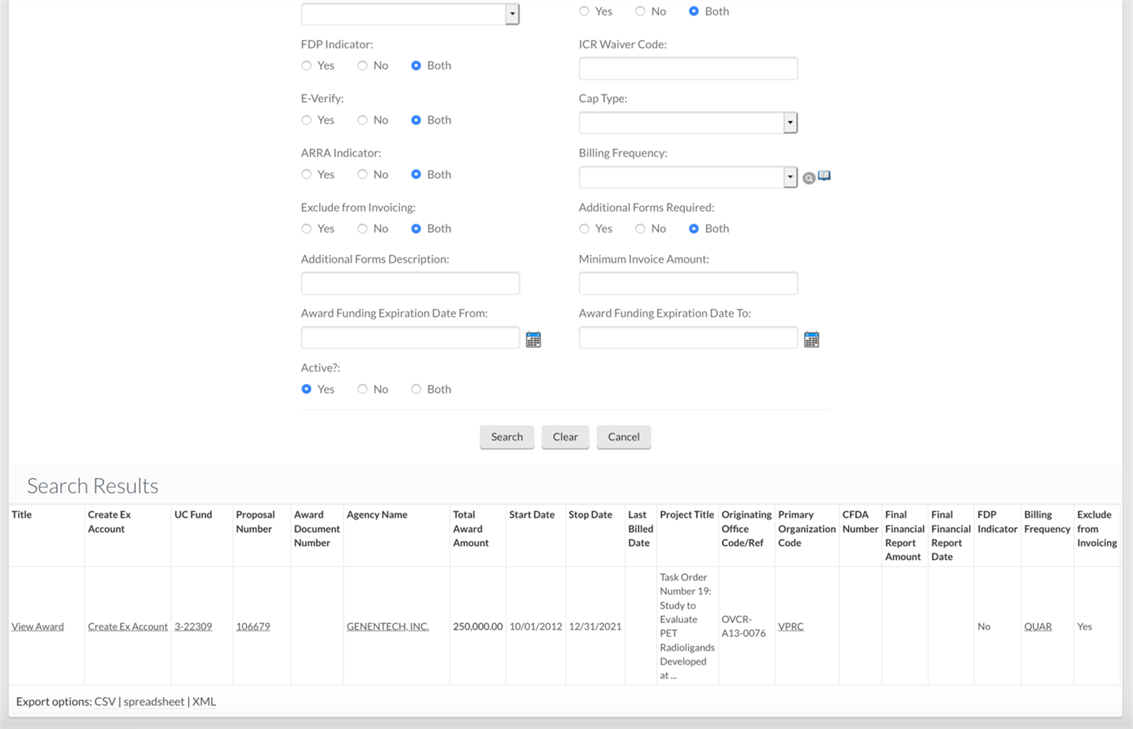 Yes No Both
FDP Indicator: ICR Waiver Code:
Yes No Both
E-Verify: Cap Type:
Yes No Both
ARRA Indicator: Billing Frequency:
Yes No Both
Exclude from Invoicing: Additional Forms Required:
Yes No Both Yes No Both
Additional Forms Description: Minimum Invoice Amount:
Award Funding Expiration Date From: Award Funding Expiration Date To:
Active?:
Yes No Both
Search Clear Cancel
Search Results
Title
Create Ex
Account
UC Fund
Proposal
Number
Award
Document
Number
Agency Name
Total
Award
Amount
Start Date
Stop Date
Last
Billed
Date
Project Title
Originating
Office
Code/Ref
Primary
Organization
Code
CFDA
Number
Final
Financial
Report
Amount
Final
Financial
Report
Date
FDP
Indicator
Billing
Frequency
Exclude
from
Invoicing
View Award
Create Ex Account
3-22309
106679
GENENTECH, INC.
250,000.00
10/01/2012
12/31/2021
Task Order
Number 19:
Study to
Evaluate
PET
Radioligands
Developed
at ...
OVCR-
A13-0076
VPRC
No
QUAR
Yes
Export options: CSV | spreadsheet | XML